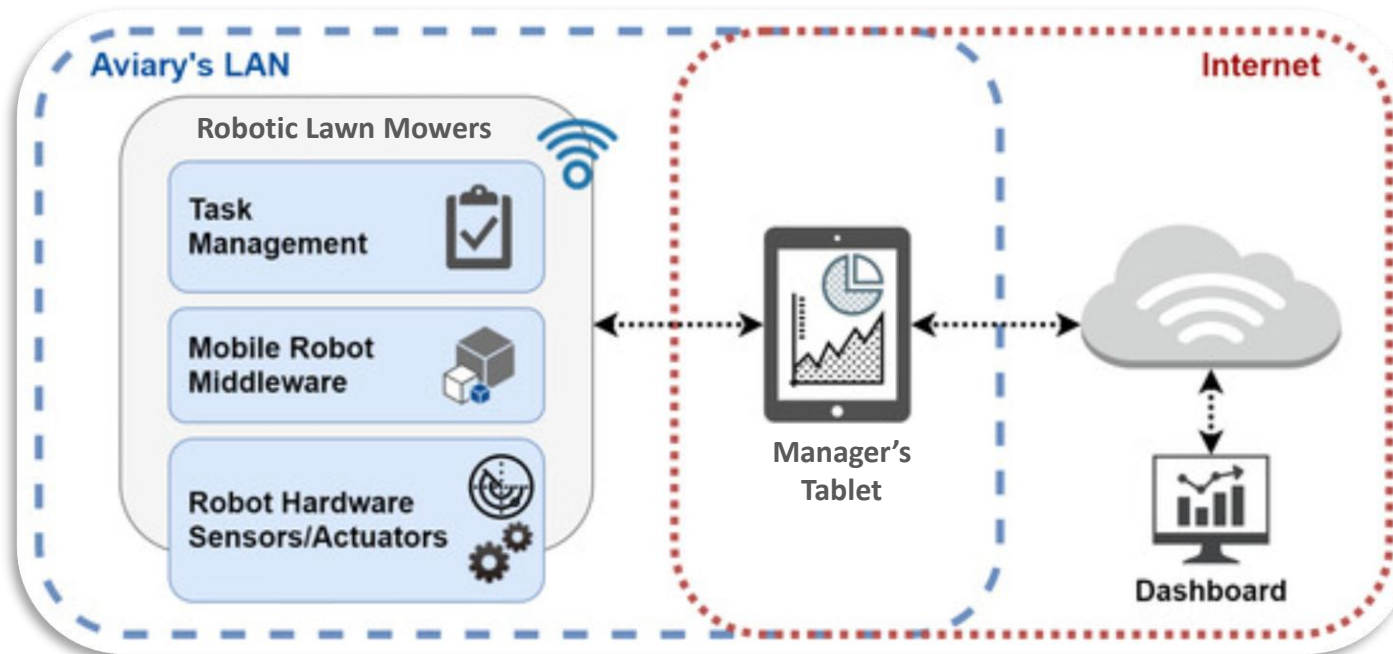 Aviary's LAN
Internet
Robotic Lawn Mowers
Task
Management
Mobile Robot
Middleware
Robot Hardware
Sensors/Actuators
Manager’s
Tablet
Dashboard